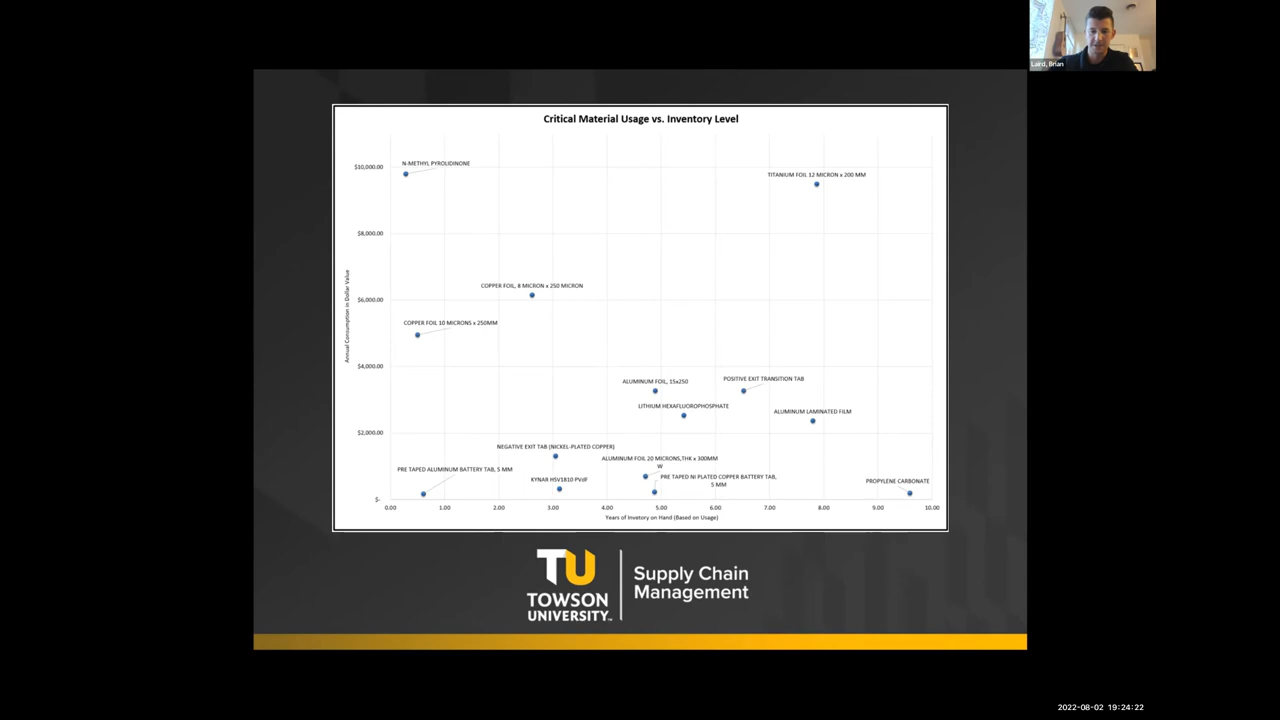 Laird, Brian
Critical Material Usage vs. Inventory Level
$10,000.00
$8,000.00
$6,000.00
$4,000.00
$2,000.00
$-
Annual Consumption in Dollar Value
N-METHYL PYROLIDINONE
TITANIUM FOIL 12 MICRON x 200 MM
COPPER FOIL, 8 MICRON x 250 MICRON
COPPER FOIL 10 MICRONS x 250MM
ALUMINUM FOIL, 15x250
POSITIVE EXIT TRANSITION TAB
LITHIUM HEXAFLUOROPHOSPHATE
ALUMINUM LAMINATED FILM
NEGATIVE EXIT TAB (NICKEL-PLATED COPPER)
ALUMINUM FOIL 20 MICRONS,THK x 300MM
W
PRE TAPED ALUMINUM BATTERY TAB, 5 MM
KYNAR HSV1810 PVdF
PRE TAPED NI PLATED COPPER BATTERY TAB,
5 MM
PROPYLENE CARBONATE
0.00 1.00 2.00 3.00 4.00 5.00 6.00 7.00 8.00 9.00 10.00
Years of Invetory on Hand (Based on Usage)
TU
TOWSON
UNIVERSITY™
Supply Chain
Management
2022-08-02 19:24:22